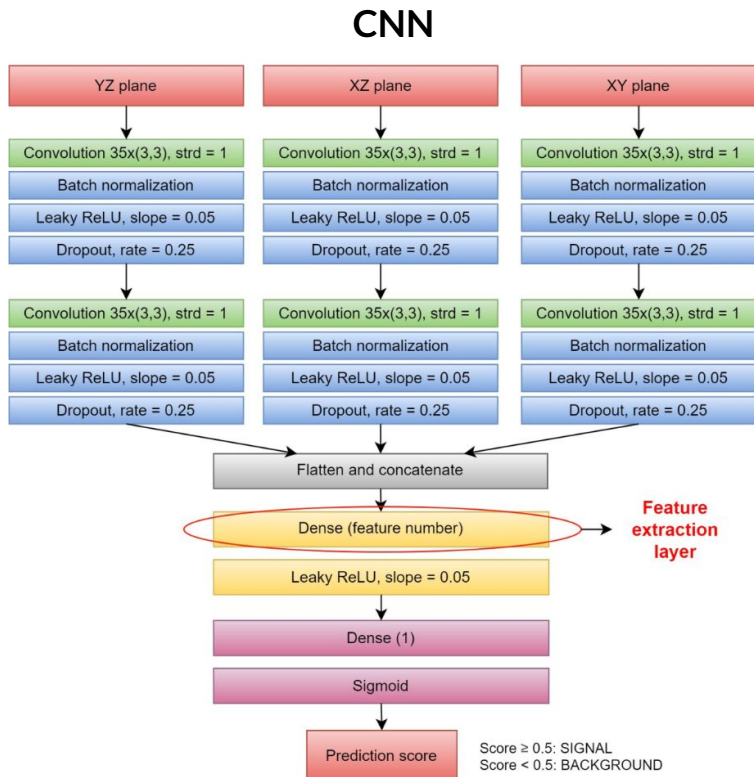 CNN
YZ plane
XZ plane
XY plane
Convolution 35x(3,3), strd = 1
Convolution 35x(3,3), strd = 1
Convolution 35x(3,3), strd = 1
Batch normalization
Batch normalization
Batch normalization
Leaky ReLU, slope = 0.05
Leaky ReLU, slope = 0.05
Leaky ReLU, slope = 0.05
Dropout, rate = 0.25
Dropout, rate = 0.25
Dropout, rate = 0.25
Convolution 35x(3,3), strd = 1
Convolution 35x(3,3), strd = 1
Convolution 35x(3,3), strd = 1
Batch normalization
Batch normalization
Batch normalization
Leaky ReLU, slope = 0.05
Leaky ReLU, slope = 0.05
Leaky ReLU, slope = 0.05
Dropout, rate = 0.25
Dropout, rate = 0.25
Dropout, rate = 0.25
Flatten and concatenate
Dense (feature number)
Feature
extraction
layer
Leaky ReLU, slope = 0.05
Dense (1)
Sigmoid
Prediction score
Score ≥ 0.5: SIGNAL
Score < 0.5: BACKGROUND